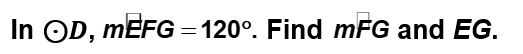 In ⊙D, mEFG = 120°. Find mFG and EG.